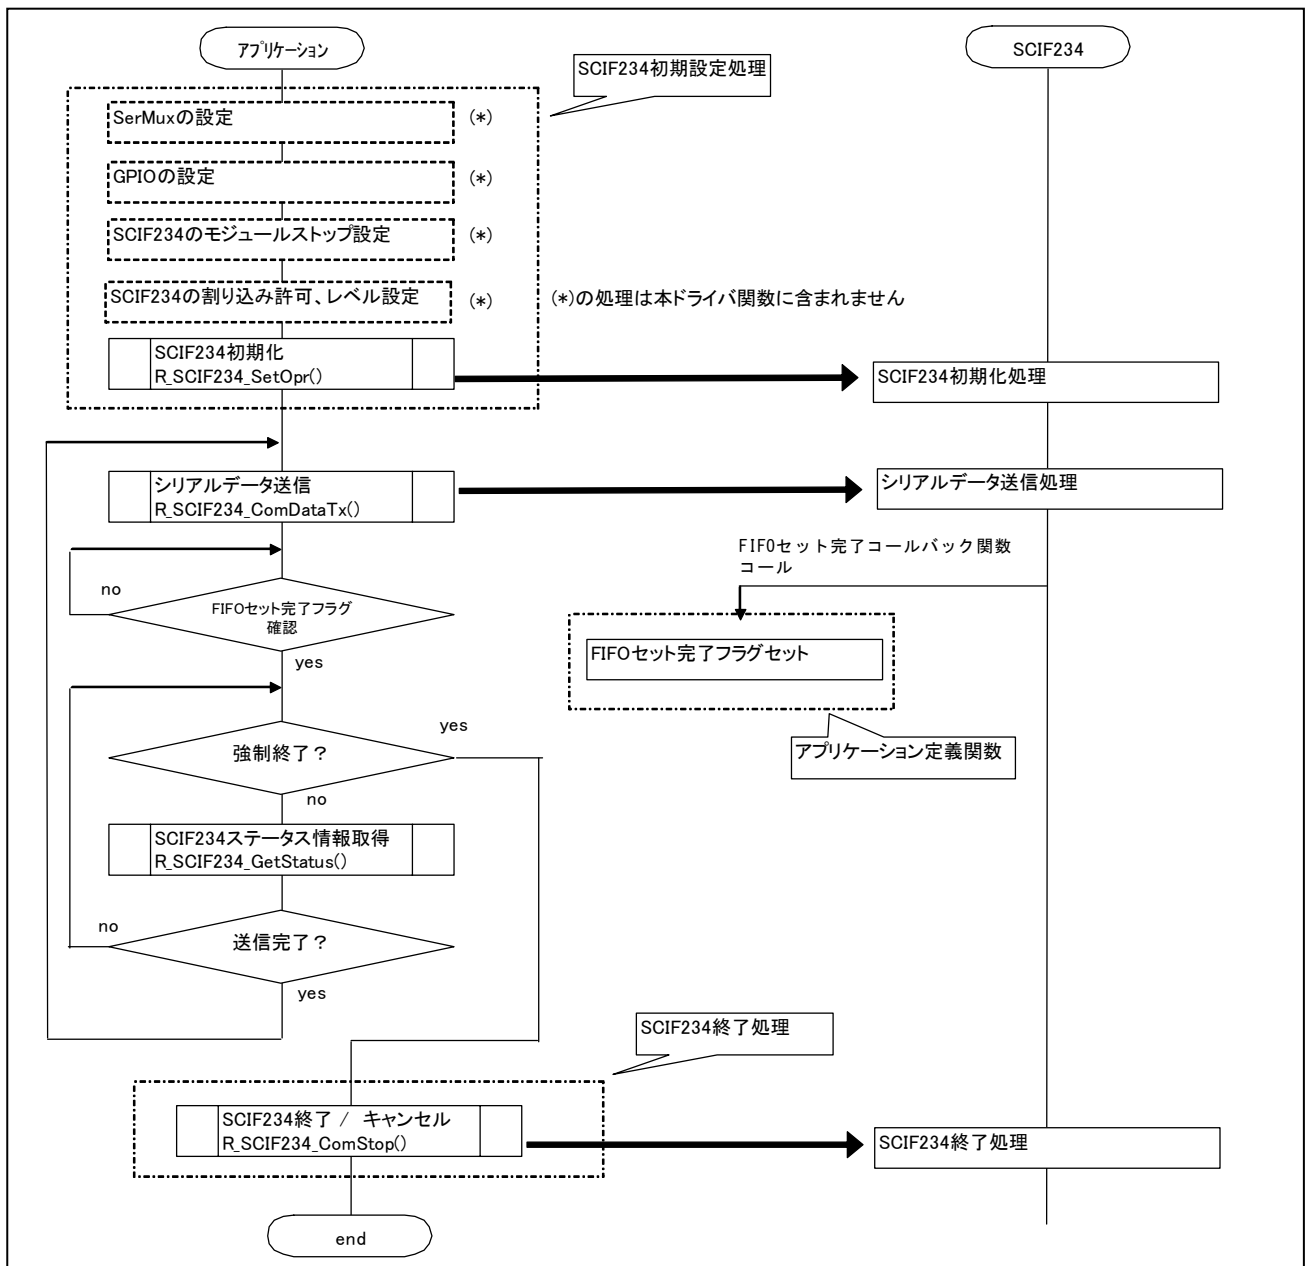 アプリケーション
SCIF234
SCIF234初期設定処理
SerMuxの設定
(*)
GPIOの設定
(*)
SCIF234のモジュールストップ設定
(*)
SCIF234の割り込み許可、レベル設定
(*)
(*)の処理は本ドライバ関数に含まれません
SCIF234初期化
R_SCIF234_SetOpr()
SCIF234初期化処理
シリアルデータ送信
R_SCIF234_ComDataTx()
シリアルデータ送信処理
FIFOセット完了コールバック関数
コール
no
FIFOセット完了フラグ
確認
yes
FIFOセット完了フラグセット
アプリケーション定義関数
強制終了？
yes
no
SCIF234ステータス情報取得
R_SCIF234_GetStatus()
no
送信完了？
yes
SCIF234終了処理
SCIF234終了 / キャンセル
R_SCIF234_ComStop()
SCIF234終了処理
end